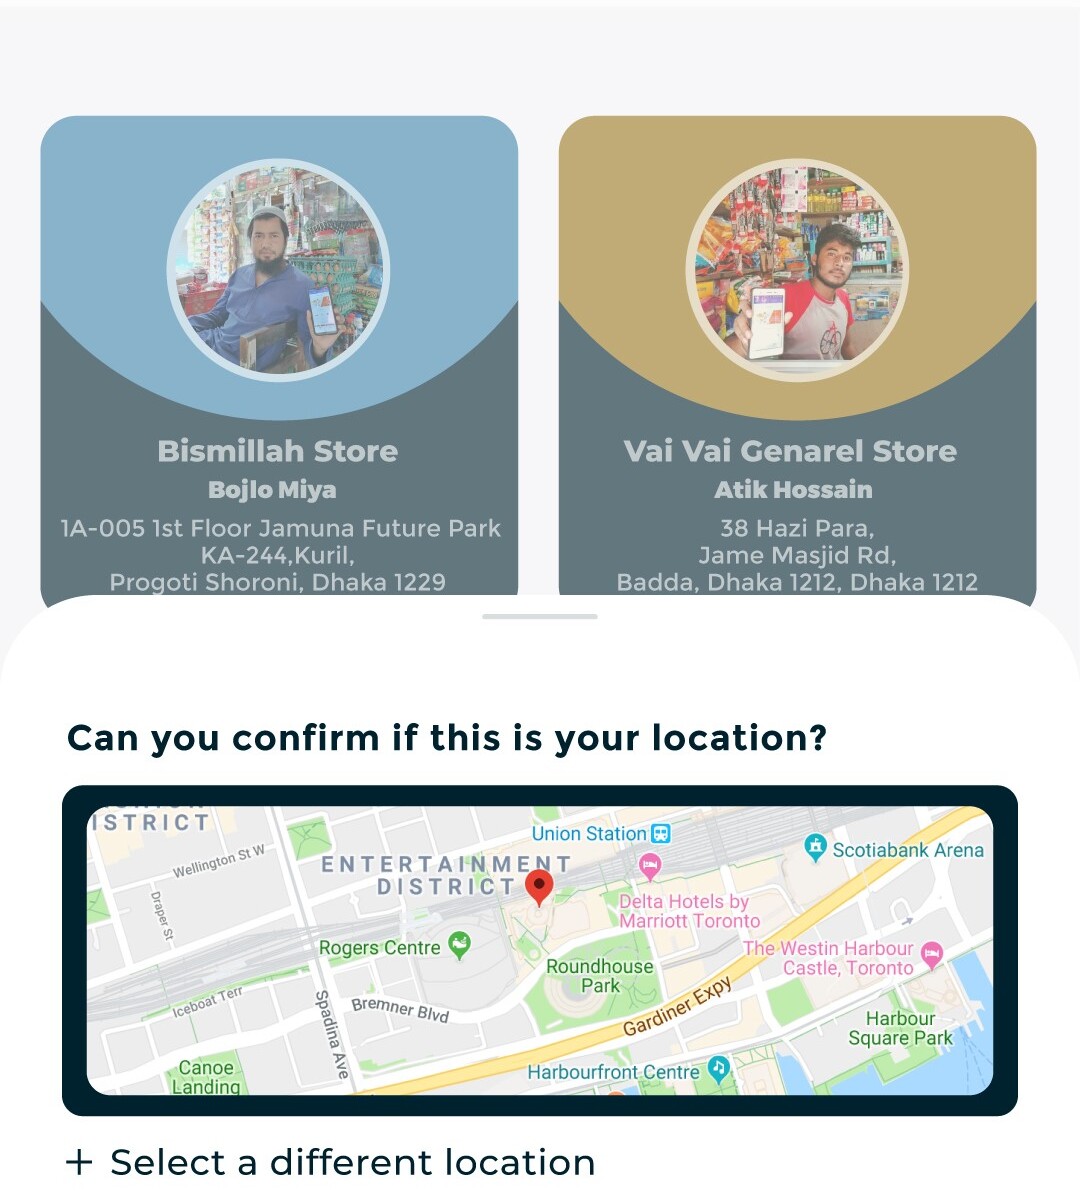 Bismillah Store
Bojlo Miya
1A-005 1st Floor Jamuna Future Park
KA-244,Kuril,
Progoti Shoroni, Dhaka 1229
Vai Vai Genarel Store
Atik Hossain
38 Hazi Para,
Jame Masjid Rd,
Badda, Dhaka 1212, Dhaka 1212
Can you confirm if this is your location?
ISTRICT
Wellington St W
Draper St
ENTERTAINMENT
DISTRICT
Union Station
Scotiabank Arena
Delta Hotels by
Marriott Toronto
Rogers Centre
The Westin Harbour
Castle, Toronto
Roundhouse
Park
Iceboat Terr
Spadina Ave
Bremner Blvd
Gardiner Expy
Harbour
Square Park
Canoe
Landing
Harbourfront Centre
+ Select a different location